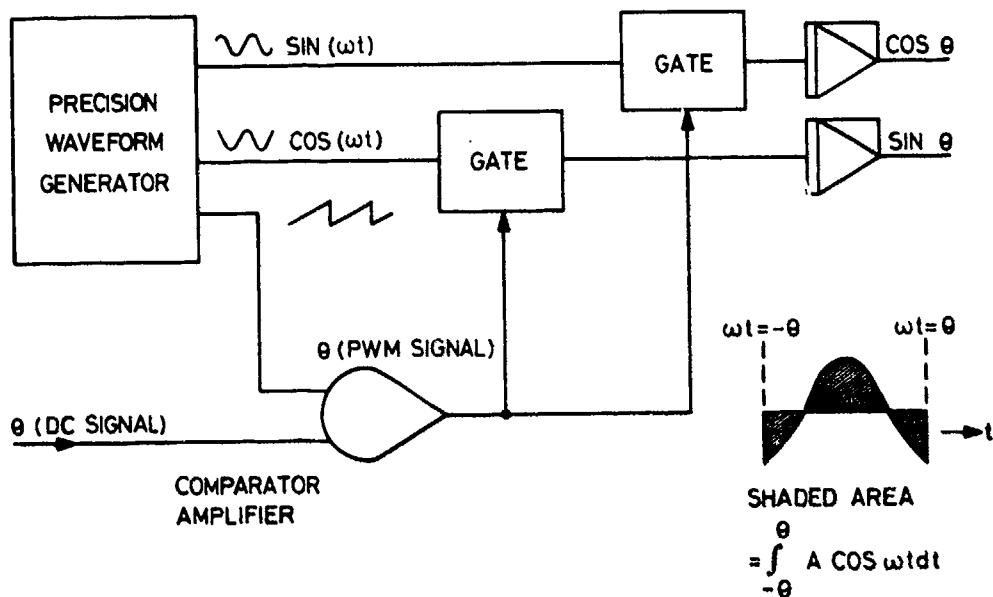 PRECISION
WAVEFORM
GENERATOR
SIN (ωt)
COS (ωt)
GATE
GATE
COS θ
SIN θ
θ (PWM SIGNAL)
θ (DC SIGNAL)
COMPARATOR
AMPLIFIER
ωt=-θ
ωt=θ
t
SHADED AREA
θ
=∫ A COS ωtdt
-θ